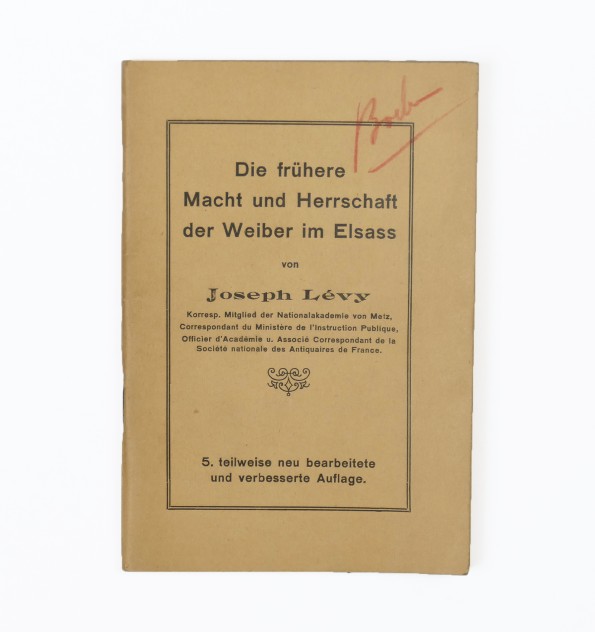 Die frühere
Macht und Herrschaft
der Weiber im Elsass
von
Joseph Lévy
Korresp. Mitglied der Nationalakademie von Metz,
Correspondant du Ministère de l'Instruction Publique,
Officier d'Académie u. Associé Correspondant de la
Société nationale des Antiquaires de France.
5. teilweise neu bearbeitete
und verbesserte Auflage.